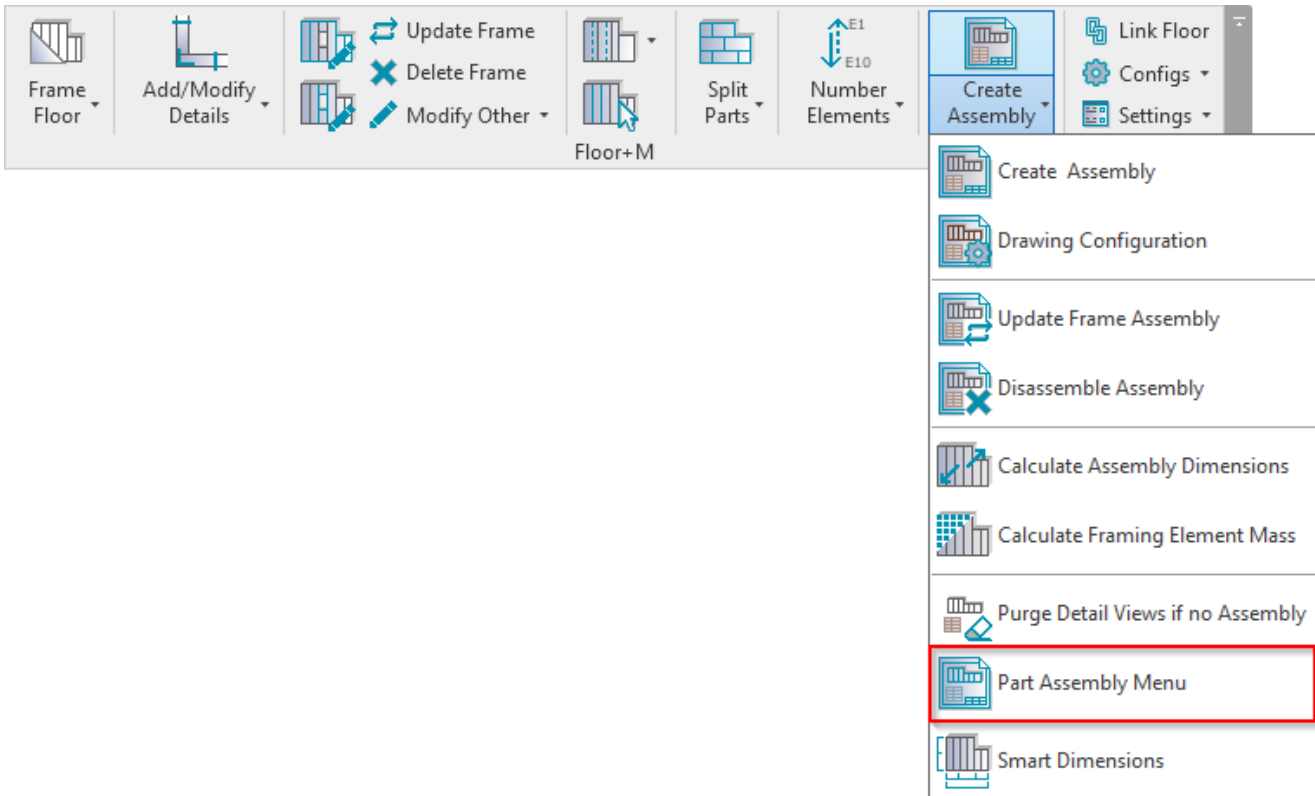 Frame
Floor
Add/Modify
Details
Update Frame
Delete Frame
Modify Other
Split
Parts
E1
E10
Number
Elements
Create
Assembly
Link Floor
Configs
Settings
Floor+M
Create Assembly
Drawing Configuration
Update Frame Assembly
Disassemble Assembly
Calculate Assembly Dimensions
Calculate Framing Element Mass
Purge Detail Views if no Assembly
Part Assembly Menu
Smart Dimensions